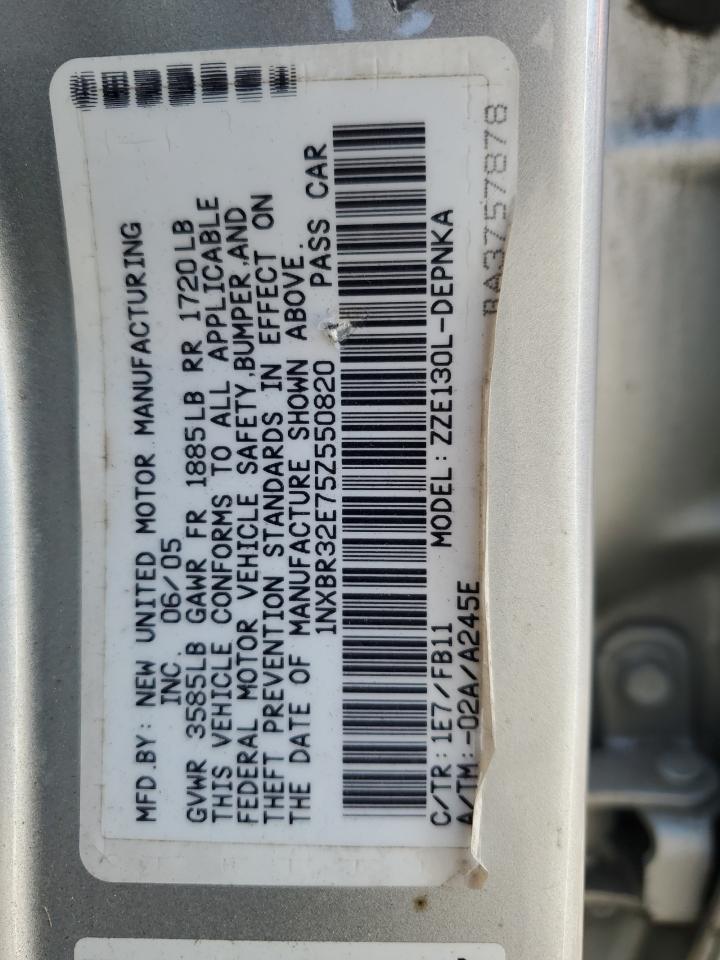 MFD.BY: NEW UNITED MOTOR MANUFACTURING
INC. 06/05
GVWR 3585LB GAWR FR 1885LB RR 1720LB
THIS VEHICLE CONFORMS TO ALL APPLICABLE
FEDERAL MOTOR VEHICLE SAFETY,BUMPER,AND
THEFT PREVENTION STANDARDS IN EFFECT ON
THE DATE OF MANUFACTURE SHOWN ABOVE.
1NXBR32E75Z550820 PASS CAR
C/TR: 1E7/FB11 MODEL: ZZE130L-DEPNKA
A/TM: -02A/A245E
BA3757878